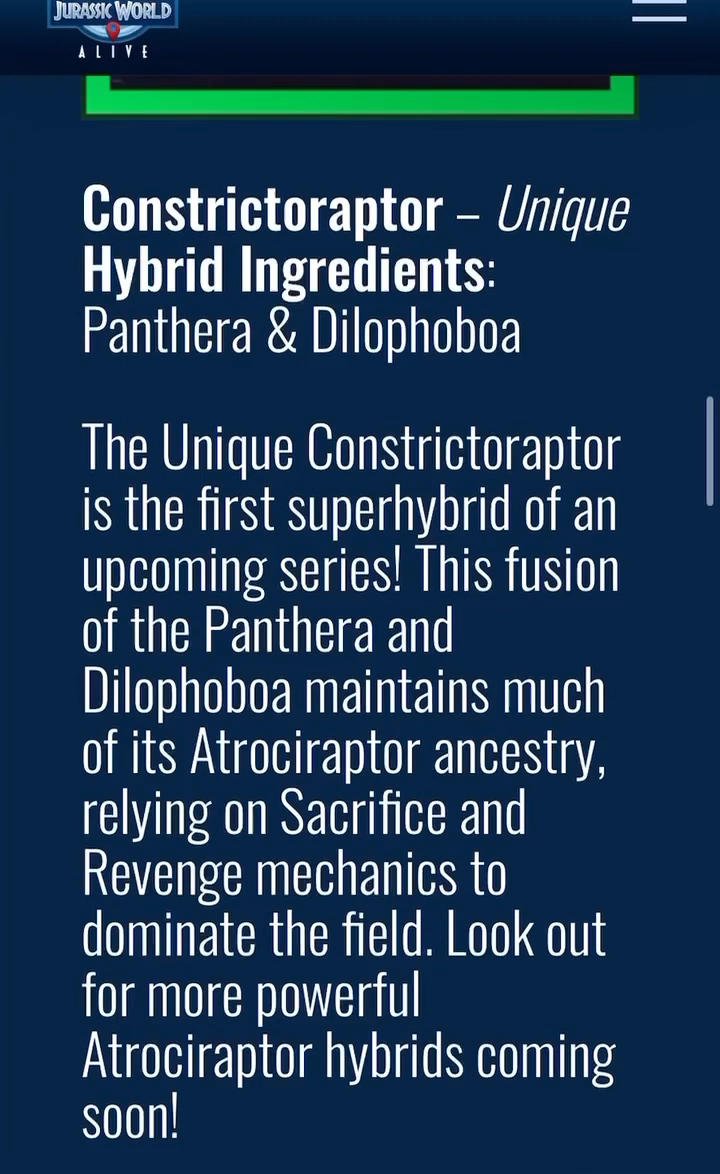 JURASSIC WORLD
ALIVE
Constrictoraptor – Unique
Hybrid Ingredients:
Panthera & Dilophoboa
The Unique Constrictoraptor
is the first superhybrid of an
upcoming series! This fusion
of the Panthera and
Dilophoboa maintains much
of its Atrociraptor ancestry,
relying on Sacrifice and
Revenge mechanics to
dominate the field. Look out
for more powerful
Atrociraptor hybrids coming
soon!